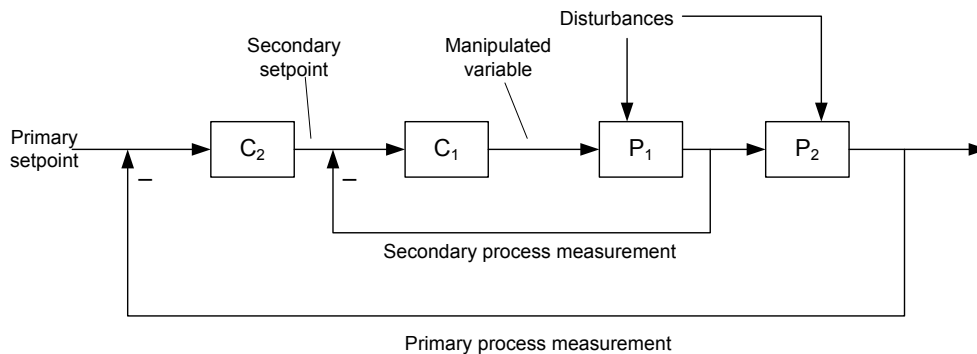 Disturbances
Secondary
setpoint
Manipulated
variable
Primary
setpoint
C₂
C₁
P₁
P₂
–
–
Secondary process measurement
Primary process measurement